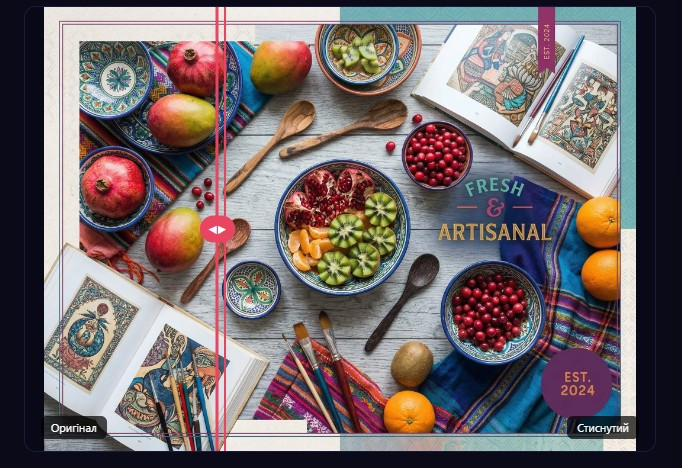 EST. 2024
FRESH
&
ARTISANAL
EST.
2024
Оригінал
Стиснутий